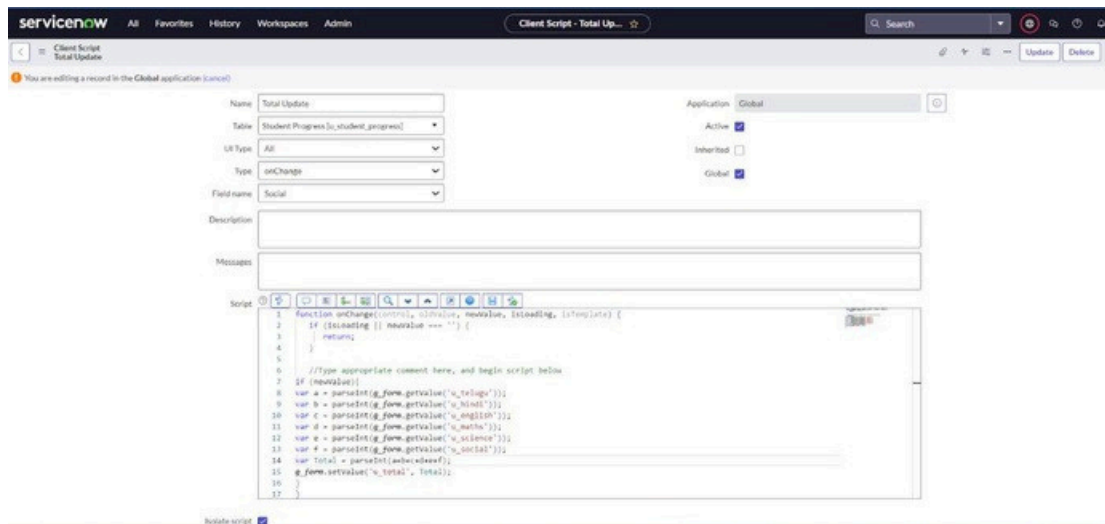 servicenow All Favorites History Workspaces Admin Client Script - Total Up... Search
Client Script
Total Update
Update Delete
You are editing a record in the Global application (cancel)
Name Total Update
Application Global
Table Student Progress [u_student_progress]
Active
UI Type All
Inherited
Type onChange
Global
Field name Social
Description
Messages
Script
1 function onChange(control, oldValue, newValue, isLoading, isTemplate) {
2 if (isLoading || newValue === '') {
3 return;
4 }
5
6 //Type appropriate comment here, and begin script below
7 if (newValue){
8 var a = parseInt(g_form.getValue('u_telugu'));
9 var b = parseInt(g_form.getValue('u_hindi'));
10 var c = parseInt(g_form.getValue('u_english'));
11 var d = parseInt(g_form.getValue('u_maths'));
12 var e = parseInt(g_form.getValue('u_science'));
13 var f = parseInt(g_form.getValue('u_social'));
14 var Total = parseInt(a+b+c+d+e+f);
15 g_form.setValue('u_total', Total);
16 }
17 }
Isolate script